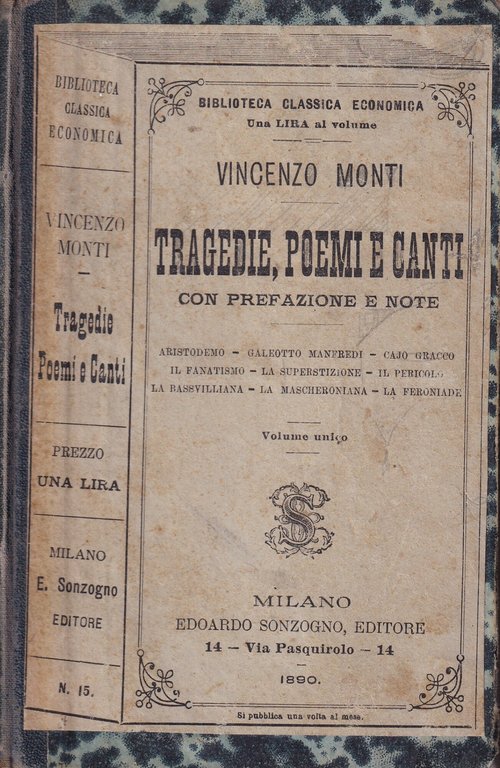 BIBLIOTECA
CLASSICA
ECONOMICA
VINCENZO
MONTI
Tragedie
Poemi e Canti
PREZZO
UNA LIRA
MILANO
E. Sonzogno
EDITORE
N. 15.
BIBLIOTECA CLASSICA ECONOMICA
Una LIRA al volume
VINCENZO MONTI
TRAGEDIE, POEMI E CANTI
CON PREFAZIONE E NOTE
ARISTODEMO — GALEOTTO MANFREDI — CAJO GRACCO
IL FANATISMO — LA SUPERSTIZIONE — IL PERICOLO
LA BASSVILLIANA — LA MASCHERONIANA — LA FERONIADE
Volume unico
MILANO
EDOARDO SONZOGNO, EDITORE
14 — Via Pasquirolo — 14
1890.
Si pubblica una volta al mese.